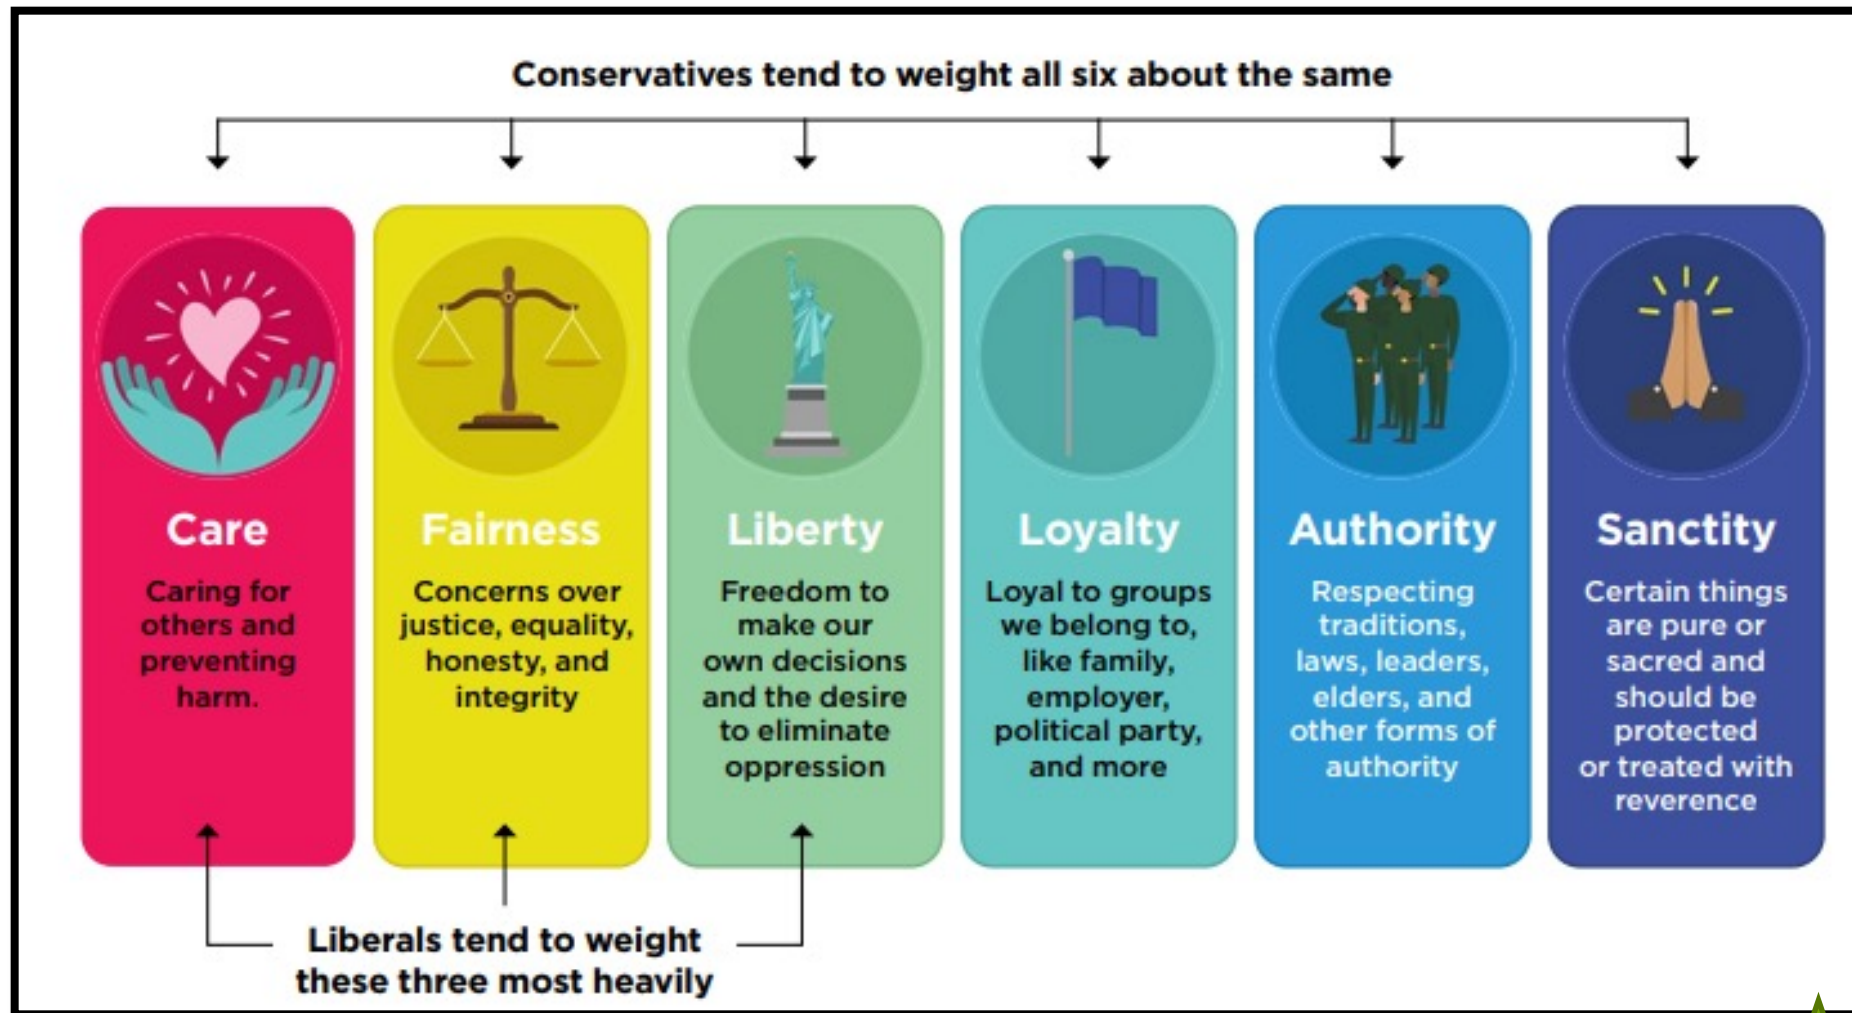 Conservatives tend to weight all six about the same
Care
Caring for
others and
preventing
harm.
Fairness
Concerns over
justice, equality,
honesty, and
integrity
Liberty
Freedom to
make our
own decisions
and the desire
to eliminate
oppression
Loyalty
Loyal to groups
we belong to,
like family,
employer,
political party,
and more
Authority
Respecting
traditions,
laws, leaders,
elders, and
other forms of
authority
Sanctity
Certain things
are pure or
sacred and
should be
protected
or treated with
reverence
Liberals tend to weight
these three most heavily